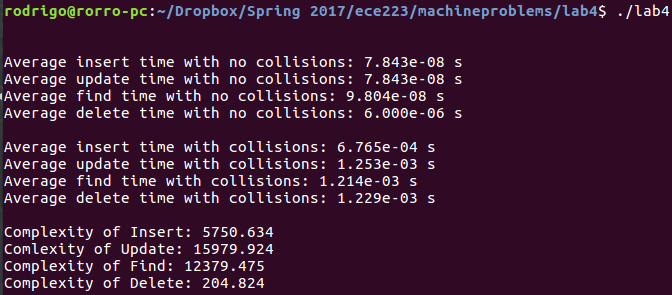 rodrigo@rorro-pc:~/Dropbox/Spring 2017/ece223/machineproblems/lab4$ ./lab4
Average insert time with no collisions: 7.843e-08 s
Average update time with no collisions: 7.843e-08 s
Average find time with no collisions: 9.804e-08 s
Average delete time with no collisions: 6.000e-06 s
Average insert time with collisions: 6.765e-04 s
Average update time with collisions: 1.253e-03 s
Average find time with collisions: 1.214e-03 s
Average delete time with collisions: 1.229e-03 s
Complexity of Insert: 5750.634
Comlexity of Update: 15979.924
Complexity of Find: 12379.475
Complexity of Delete: 204.824